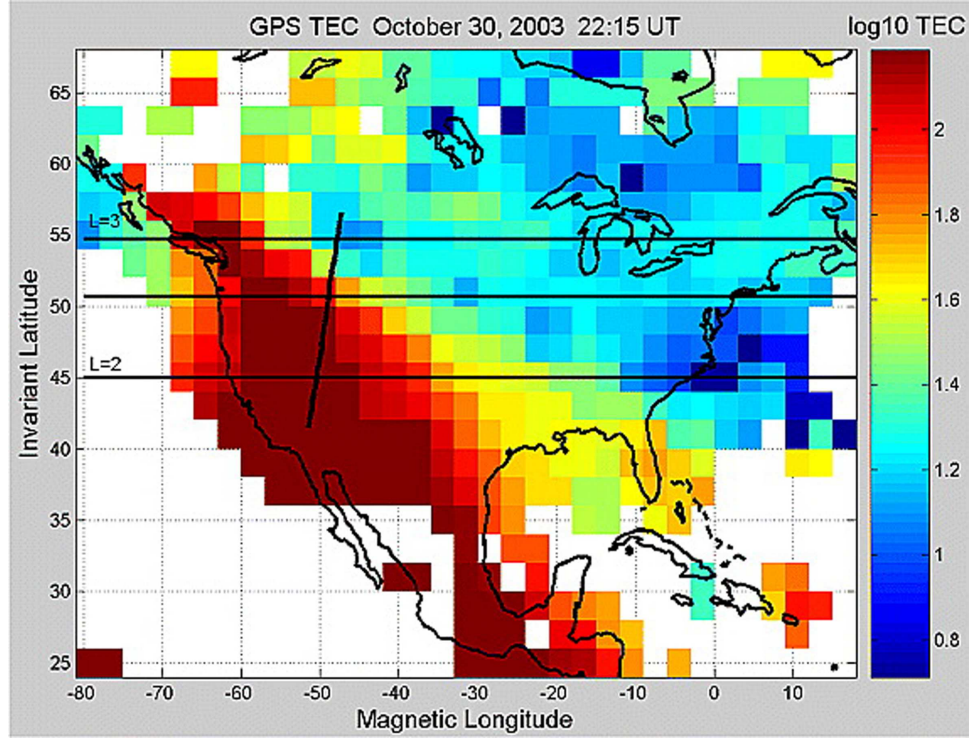 GPS TEC October 30, 2003 22:15 UT
log10 TEC
65
60
55
50
45
40
35
30
25
L=3
L=2
Invariant Latitude
-80 -70 -60 -50 -40 -30 -20 -10 0 10
Magnetic Longitude
2
1.8
1.6
1.4
1.2
1
0.8